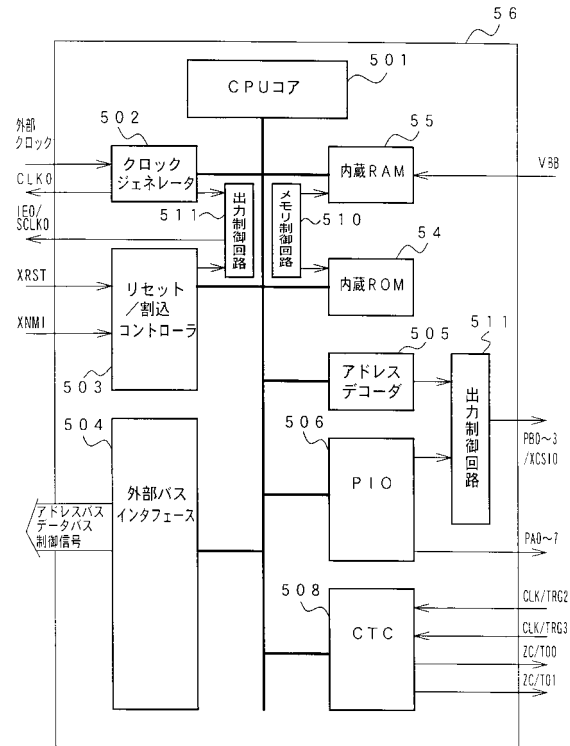 56
501
CPUコア
502
55
外部
クロック
クロック
ジェネレータ
内蔵RAM
VBB
CLKO
出力制御回路
メモリ制御回路
IEO/
SCLKO
511
510
54
XRST
リセット
/割込
コントローラ
内蔵ROM
XNMI
505
511
503
アドレス
デコーダ
504
506
出力制御回路
PB0~3
/XCSIO
外部バス
インタフェース
PIO
アドレスバス
データバス
制御信号
PA0~7
508
CTC
CLK/TRG2
CLK/TRG3
ZC/TO0
ZC/TO1